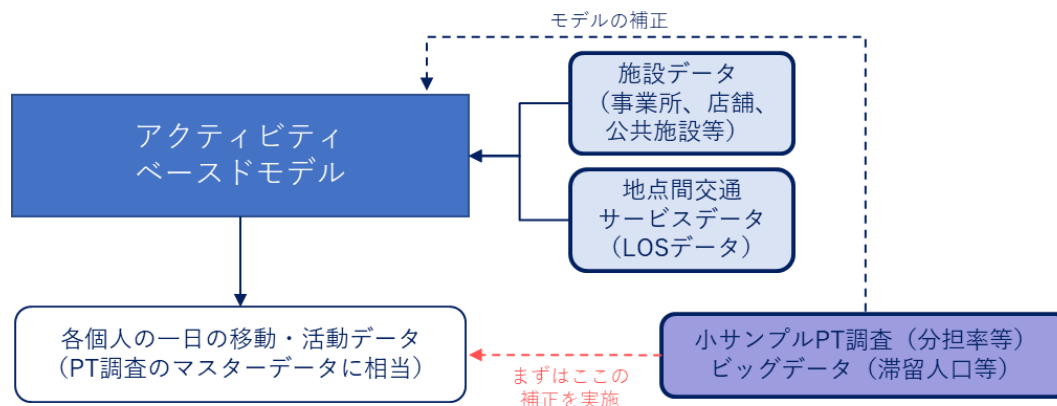 モデルの補正
施設データ
（事業所、店舗、
公共施設等）
アクティビティ
ベースドモデル
地点間交通
サービスデータ
（LOSデータ）
各個人の一日の移動・活動データ
（PT調査のマスターデータに相当）
まずはここの
補正を実施
小サンプルPT調査（分担率等）
ビッグデータ（滞留人口等）